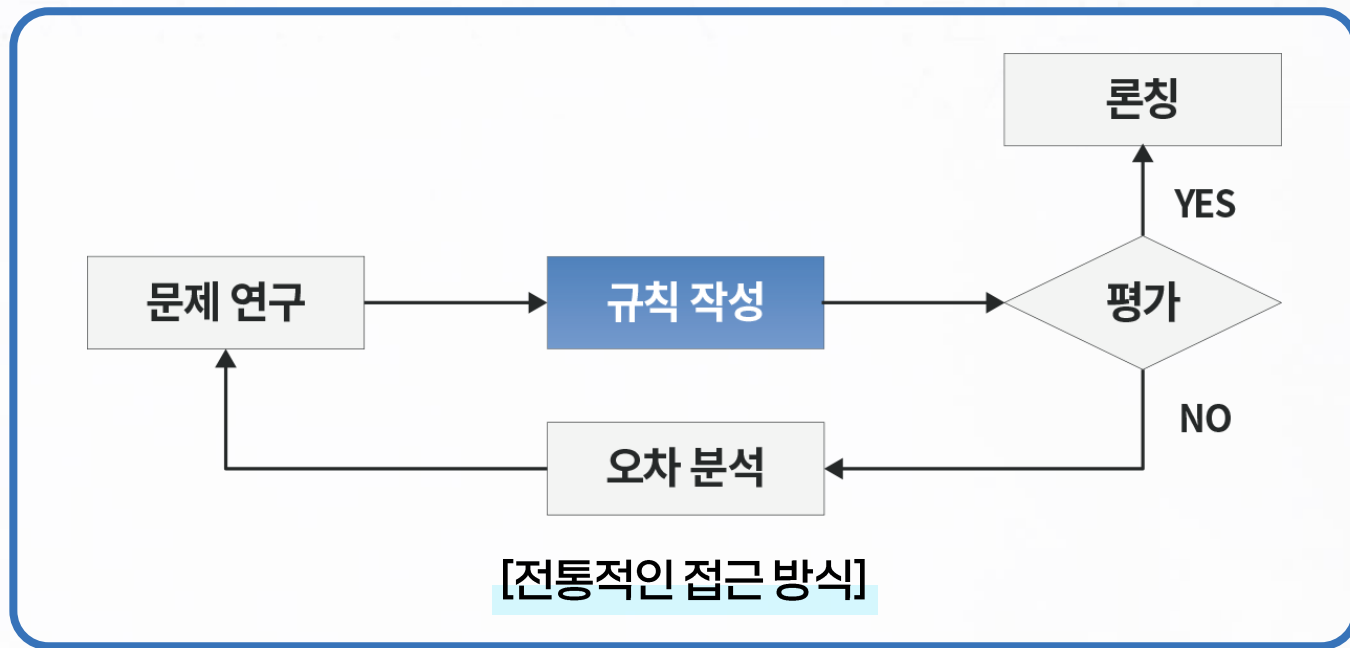 론칭
YES
문제 연구
규칙 작성
평가
NO
오차 분석
[전통적인 접근 방식]